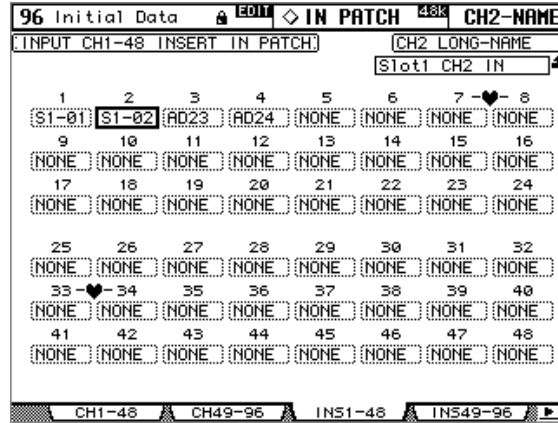 96 Initial Data EDIT ◇ IN PATCH 48K CH2-NAME
INPUT CH1-48 INSERT IN PATCH CH2 LONG-NAME
Slot1 CH2 IN
1 2 3 4 5 6 7 -♥- 8
S1-01 S1-02 AD23 AD24 NONE NONE NONE NONE
9 10 11 12 13 14 15 16
NONE NONE NONE NONE NONE NONE NONE NONE
17 18 19 20 21 22 23 24
NONE NONE NONE NONE NONE NONE NONE NONE
25 26 27 28 29 30 31 32
NONE NONE NONE NONE NONE NONE NONE NONE
33 -♥- 34 35 36 37 38 39 40
NONE NONE NONE NONE NONE NONE NONE NONE
41 42 43 44 45 46 47 48
NONE NONE NONE NONE NONE NONE NONE NONE
CH1-48 CH49-96 INS1-48 INS49-96